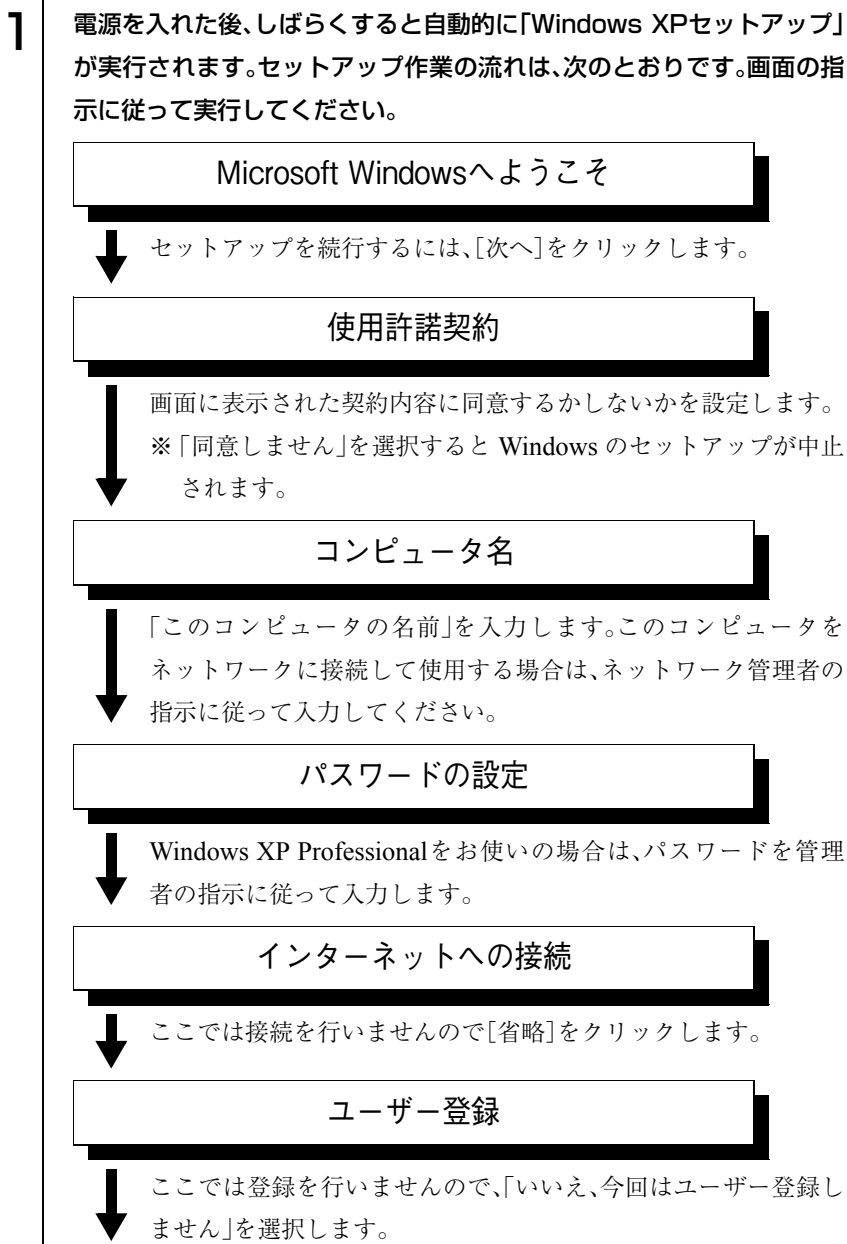 1
電源を入れた後、しばらくすると自動的に「Windows XPセットアップ」
が実行されます。セットアップ作業の流れは、次のとおりです。画面の指
示に従って実行してください。
Microsoft Windowsへようこそ
セットアップを続行するには、[次へ]をクリックします。
使用許諾契約
画面に表示された契約内容に同意するかしないかを設定します。
※「同意しません」を選択すると Windows のセットアップが中止
されます。
コンピュータ名
「このコンピュータの名前」を入力します。このコンピュータを
ネットワークに接続して使用する場合は、ネットワーク管理者の
指示に従って入力してください。
パスワードの設定
Windows XP Professionalをお使いの場合は、パスワードを管理
者の指示に従って入力します。
インターネットへの接続
ここでは接続を行いませんので[省略]をクリックします。
ユーザー登録
ここでは登録を行いませんので、「いいえ、今回はユーザー登録し
ません」を選択します。